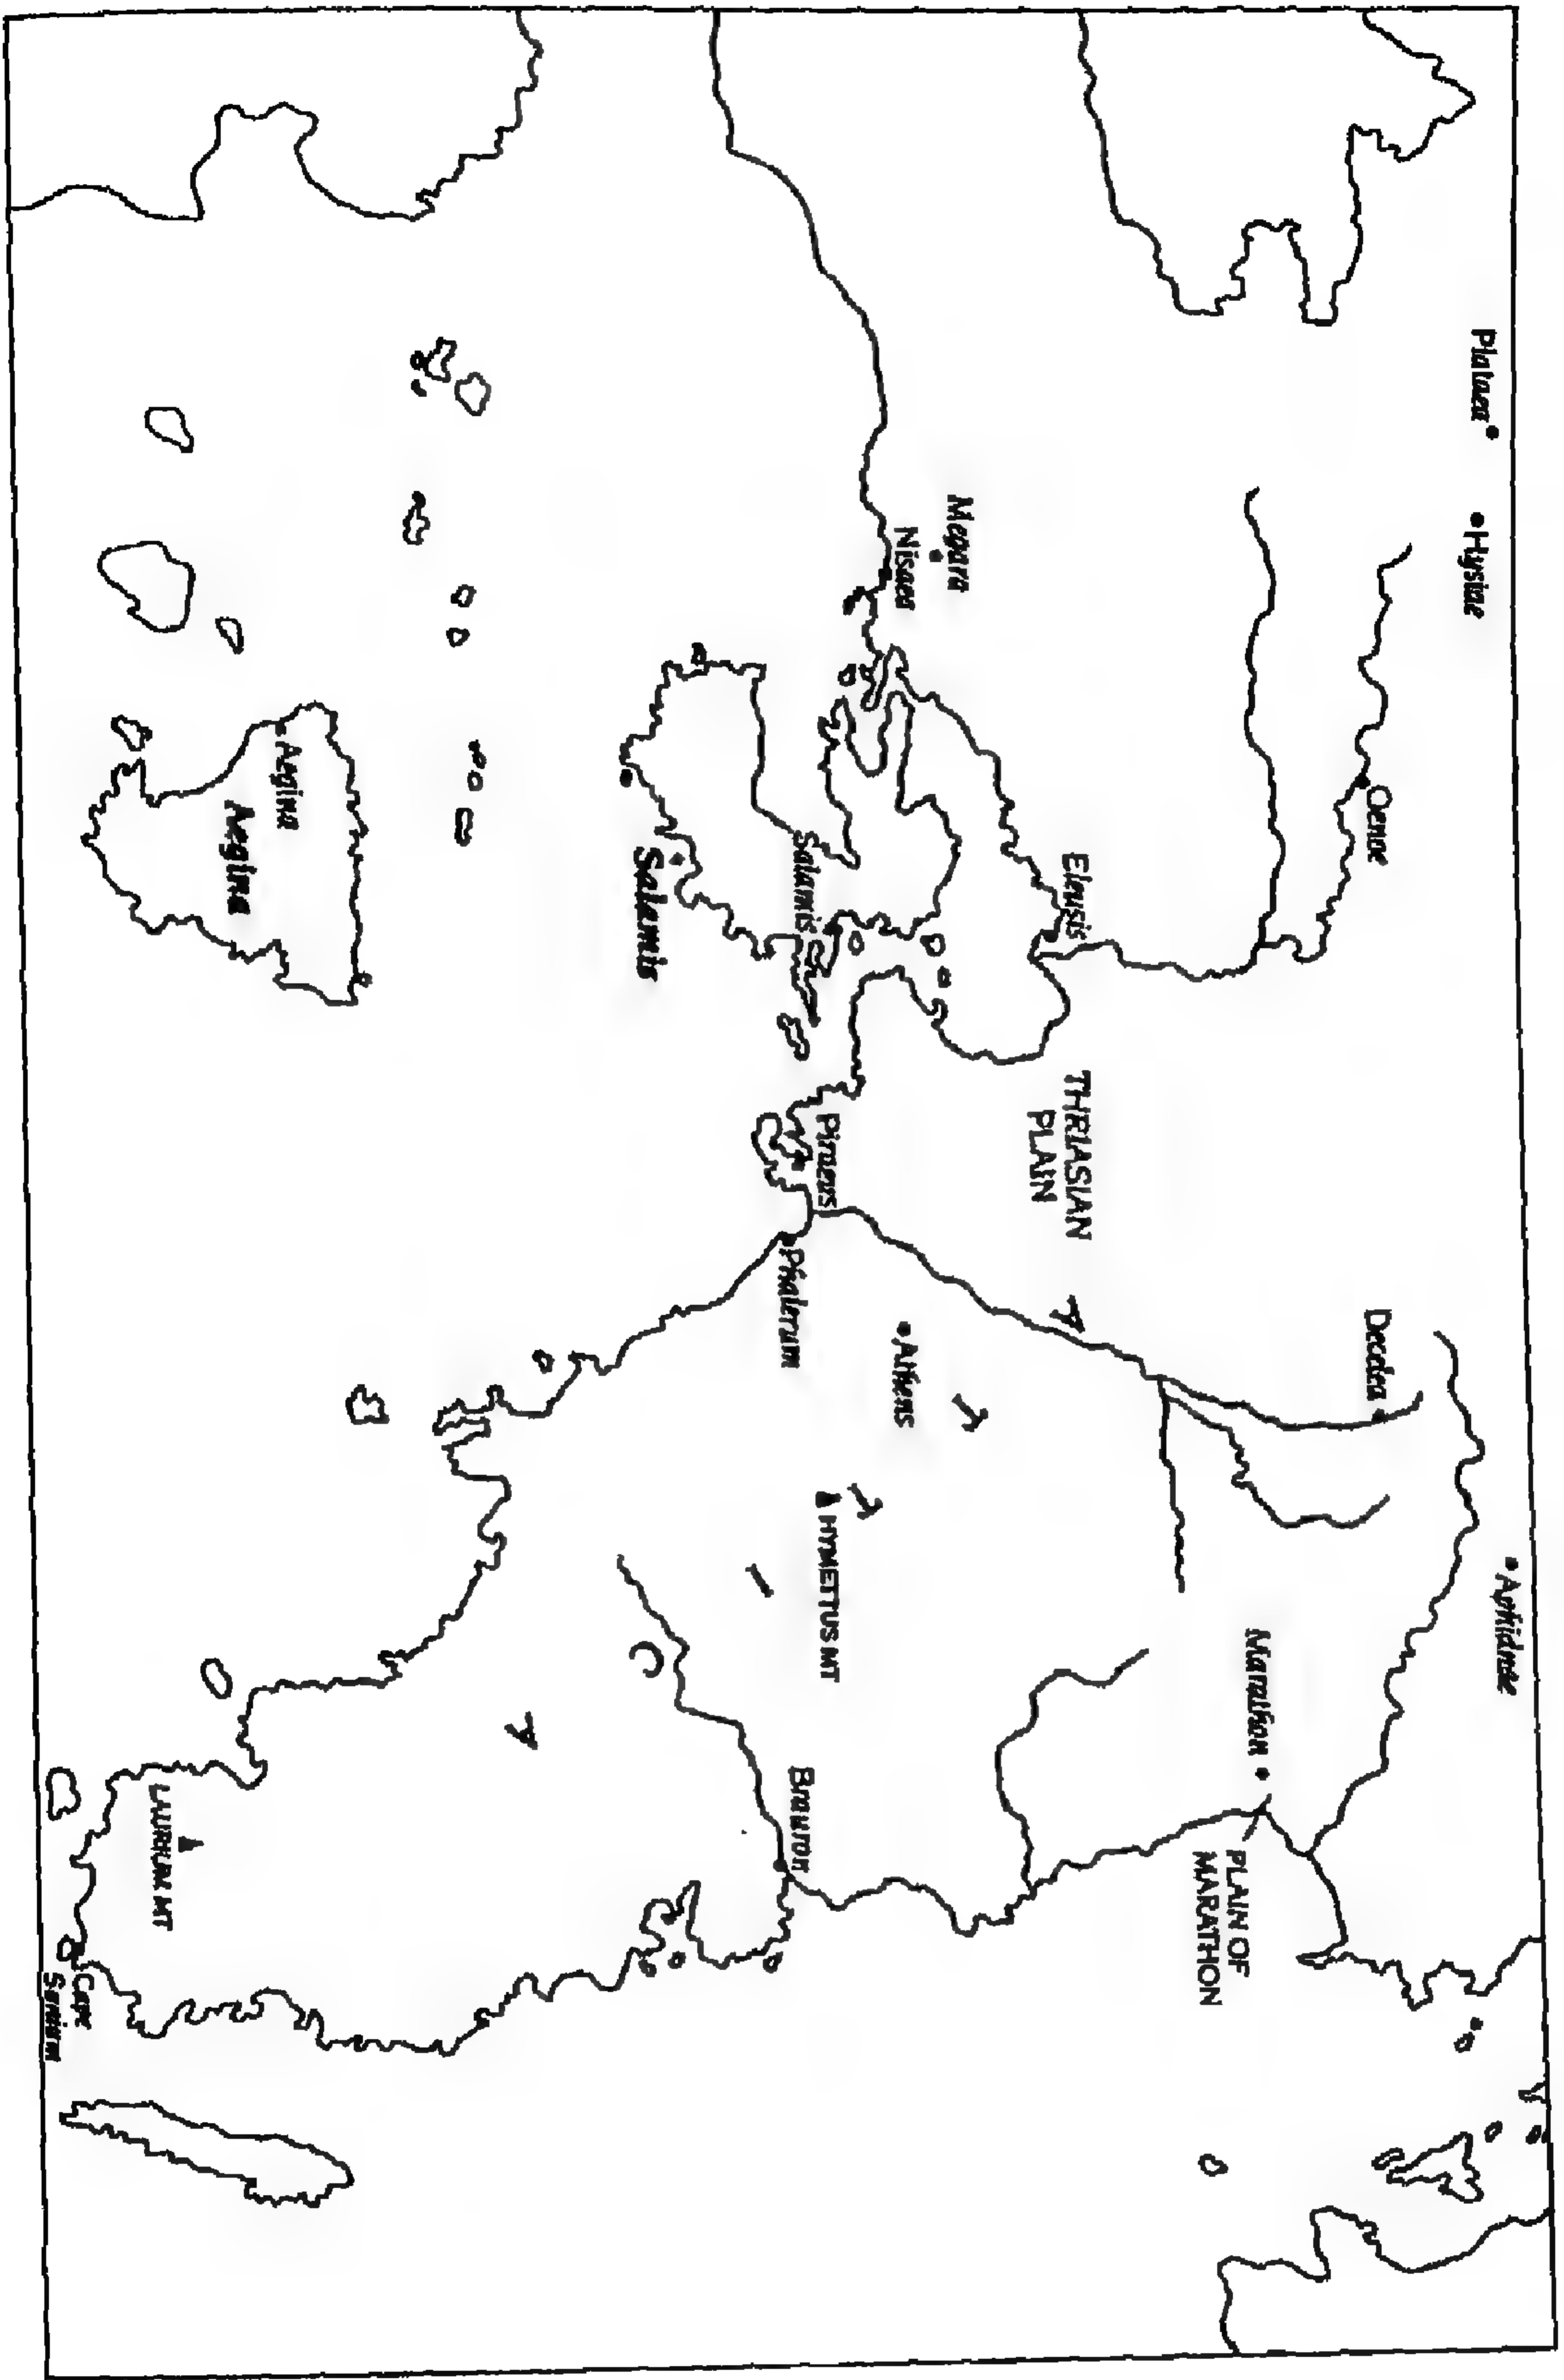 Plataea
Hysiae
Aphidnae
Oenoe
Decelea
Marathon
PLAIN OF
MARATHON
Eleusis
THRIASIAN
PLAIN
Megara
Nisaea
Athens
Salamis
Piraeus
Phalerum
HYMETTUS MT
Brauron
Salamis
Aegina
Aegina
LAURIUM MT
Cape
Sunium